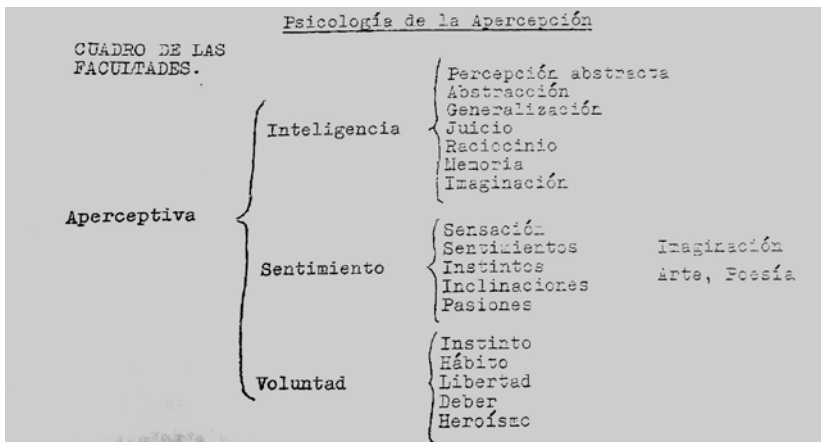 Psicología de la Apercepción
CUADRO DE LAS
FACULTADES.
Aperceptiva
Inteligencia
Percepción abstracta
Abstracción
Generalización
Juicio
Raciocinio
Memoria
Imaginación
Sentimiento
Sensación
Sentimientos
Instintos
Inclinaciones
Pasiones
Imaginación
Arte, Poesía
Voluntad
Instinto
Hábito
Libertad
Deber
Heroísmo